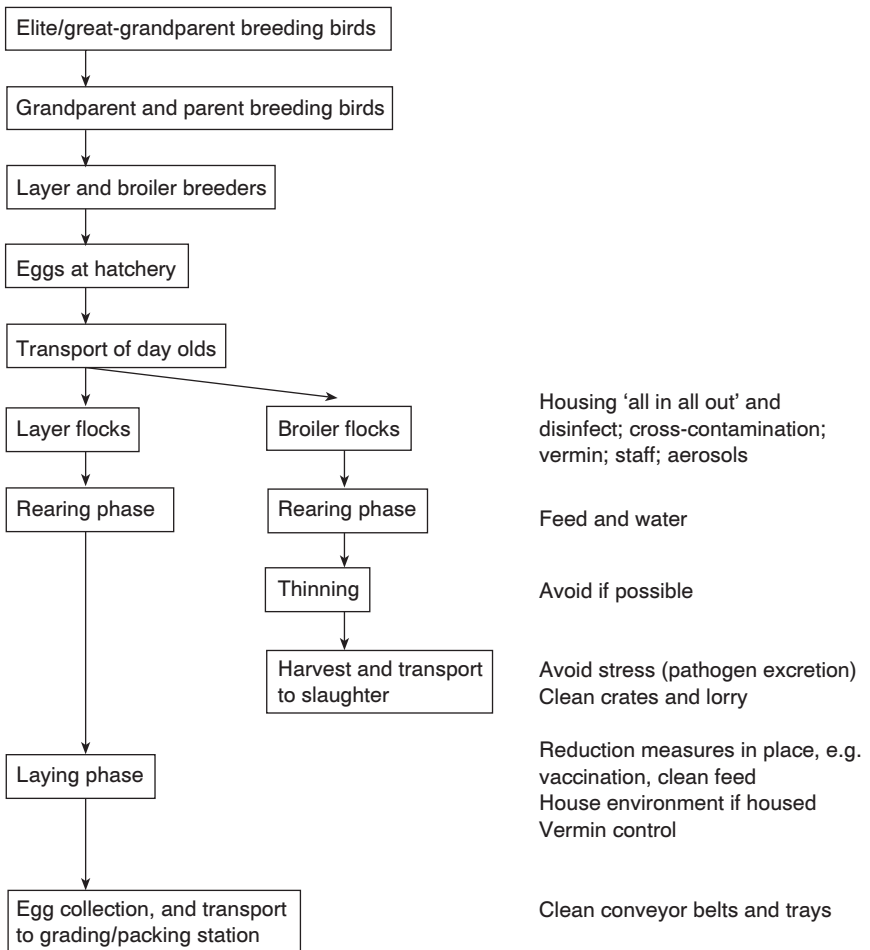 Elite/great-grandparent breeding birds
Grandparent and parent breeding birds
Layer and broiler breeders
Eggs at hatchery
Transport of day olds
Layer flocks
Broiler flocks
Housing ‘all in all out’ and
disinfect; cross-contamination;
vermin; staff; aerosols
Rearing phase
Rearing phase
Feed and water
Thinning
Avoid if possible
Harvest and transport
to slaughter
Avoid stress (pathogen excretion)
Clean crates and lorry
Laying phase
Reduction measures in place, e.g.
vaccination, clean feed
House environment if housed
Vermin control
Egg collection, and transport
to grading/packing station
Clean conveyor belts and trays